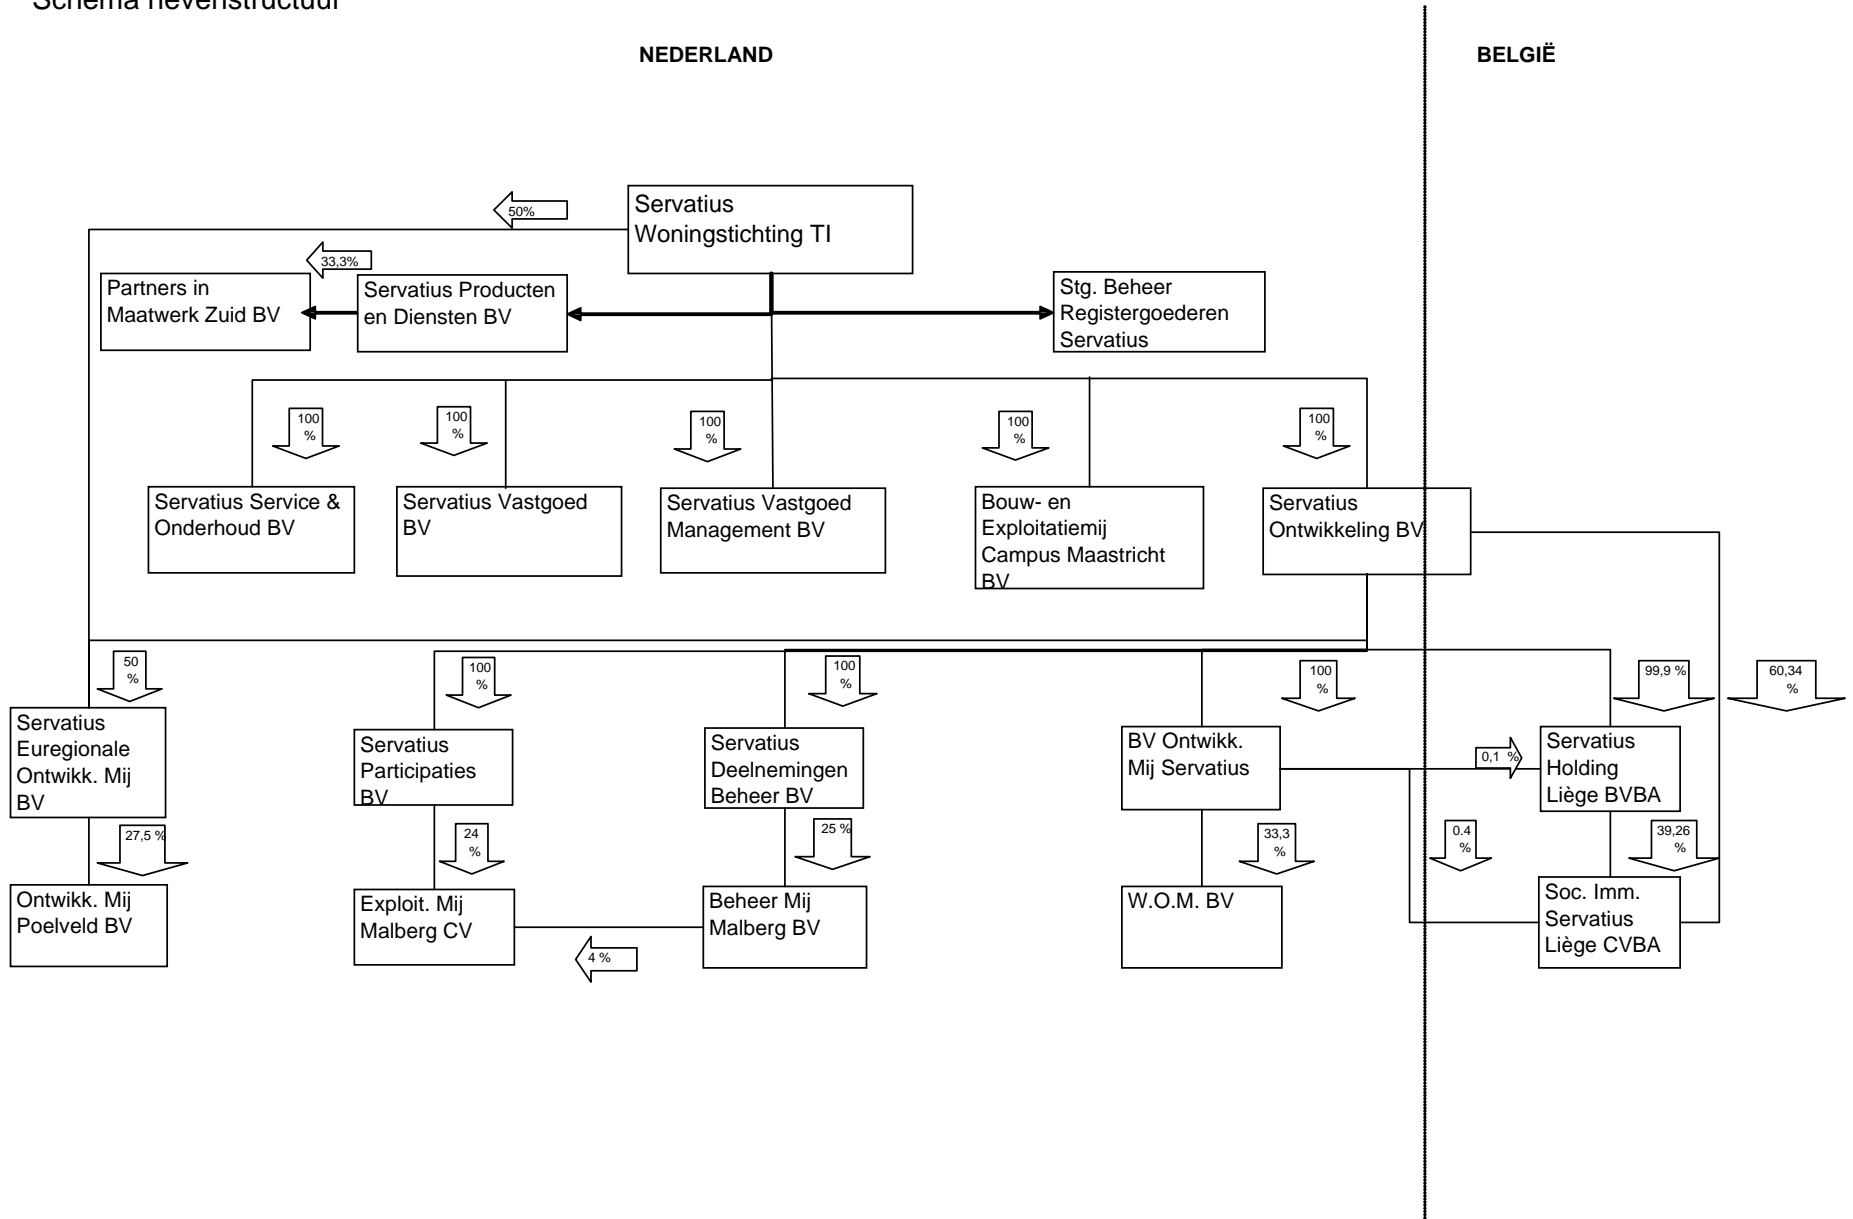 Schema nevenstructuur
NEDERLAND
BELGIË
50%
Servatius
Woningstichting TI
33,3%
Partners in
Maatwerk Zuid BV
Servatius Producten
en Diensten BV
Stg. Beheer
Registergoederen
Servatius
100
%
100
%
100
%
100
%
100
%
Servatius Service &
Onderhoud BV
Servatius Vastgoed
BV
Servatius Vastgoed
Management BV
Bouw- en
Exploitatiemij
Campus Maastricht
BV
Servatius
Ontwikkeling BV
50
%
100
%
100
%
100
%
99,9 %
60,34
%
Servatius
Euregionale
Ontwikk. Mij
BV
Servatius
Participaties
BV
Servatius
Deelnemingen
Beheer BV
BV Ontwikk.
Mij Servatius
0,1 %
Servatius
Holding
Liège BVBA
27,5 %
24
%
25 %
33,3
%
0.4
%
39,26
%
Ontwikk. Mij
Poelveld BV
Exploit. Mij
Malberg CV
4 %
Beheer Mij
Malberg BV
W.O.M. BV
Soc. Imm.
Servatius
Liège CVBA